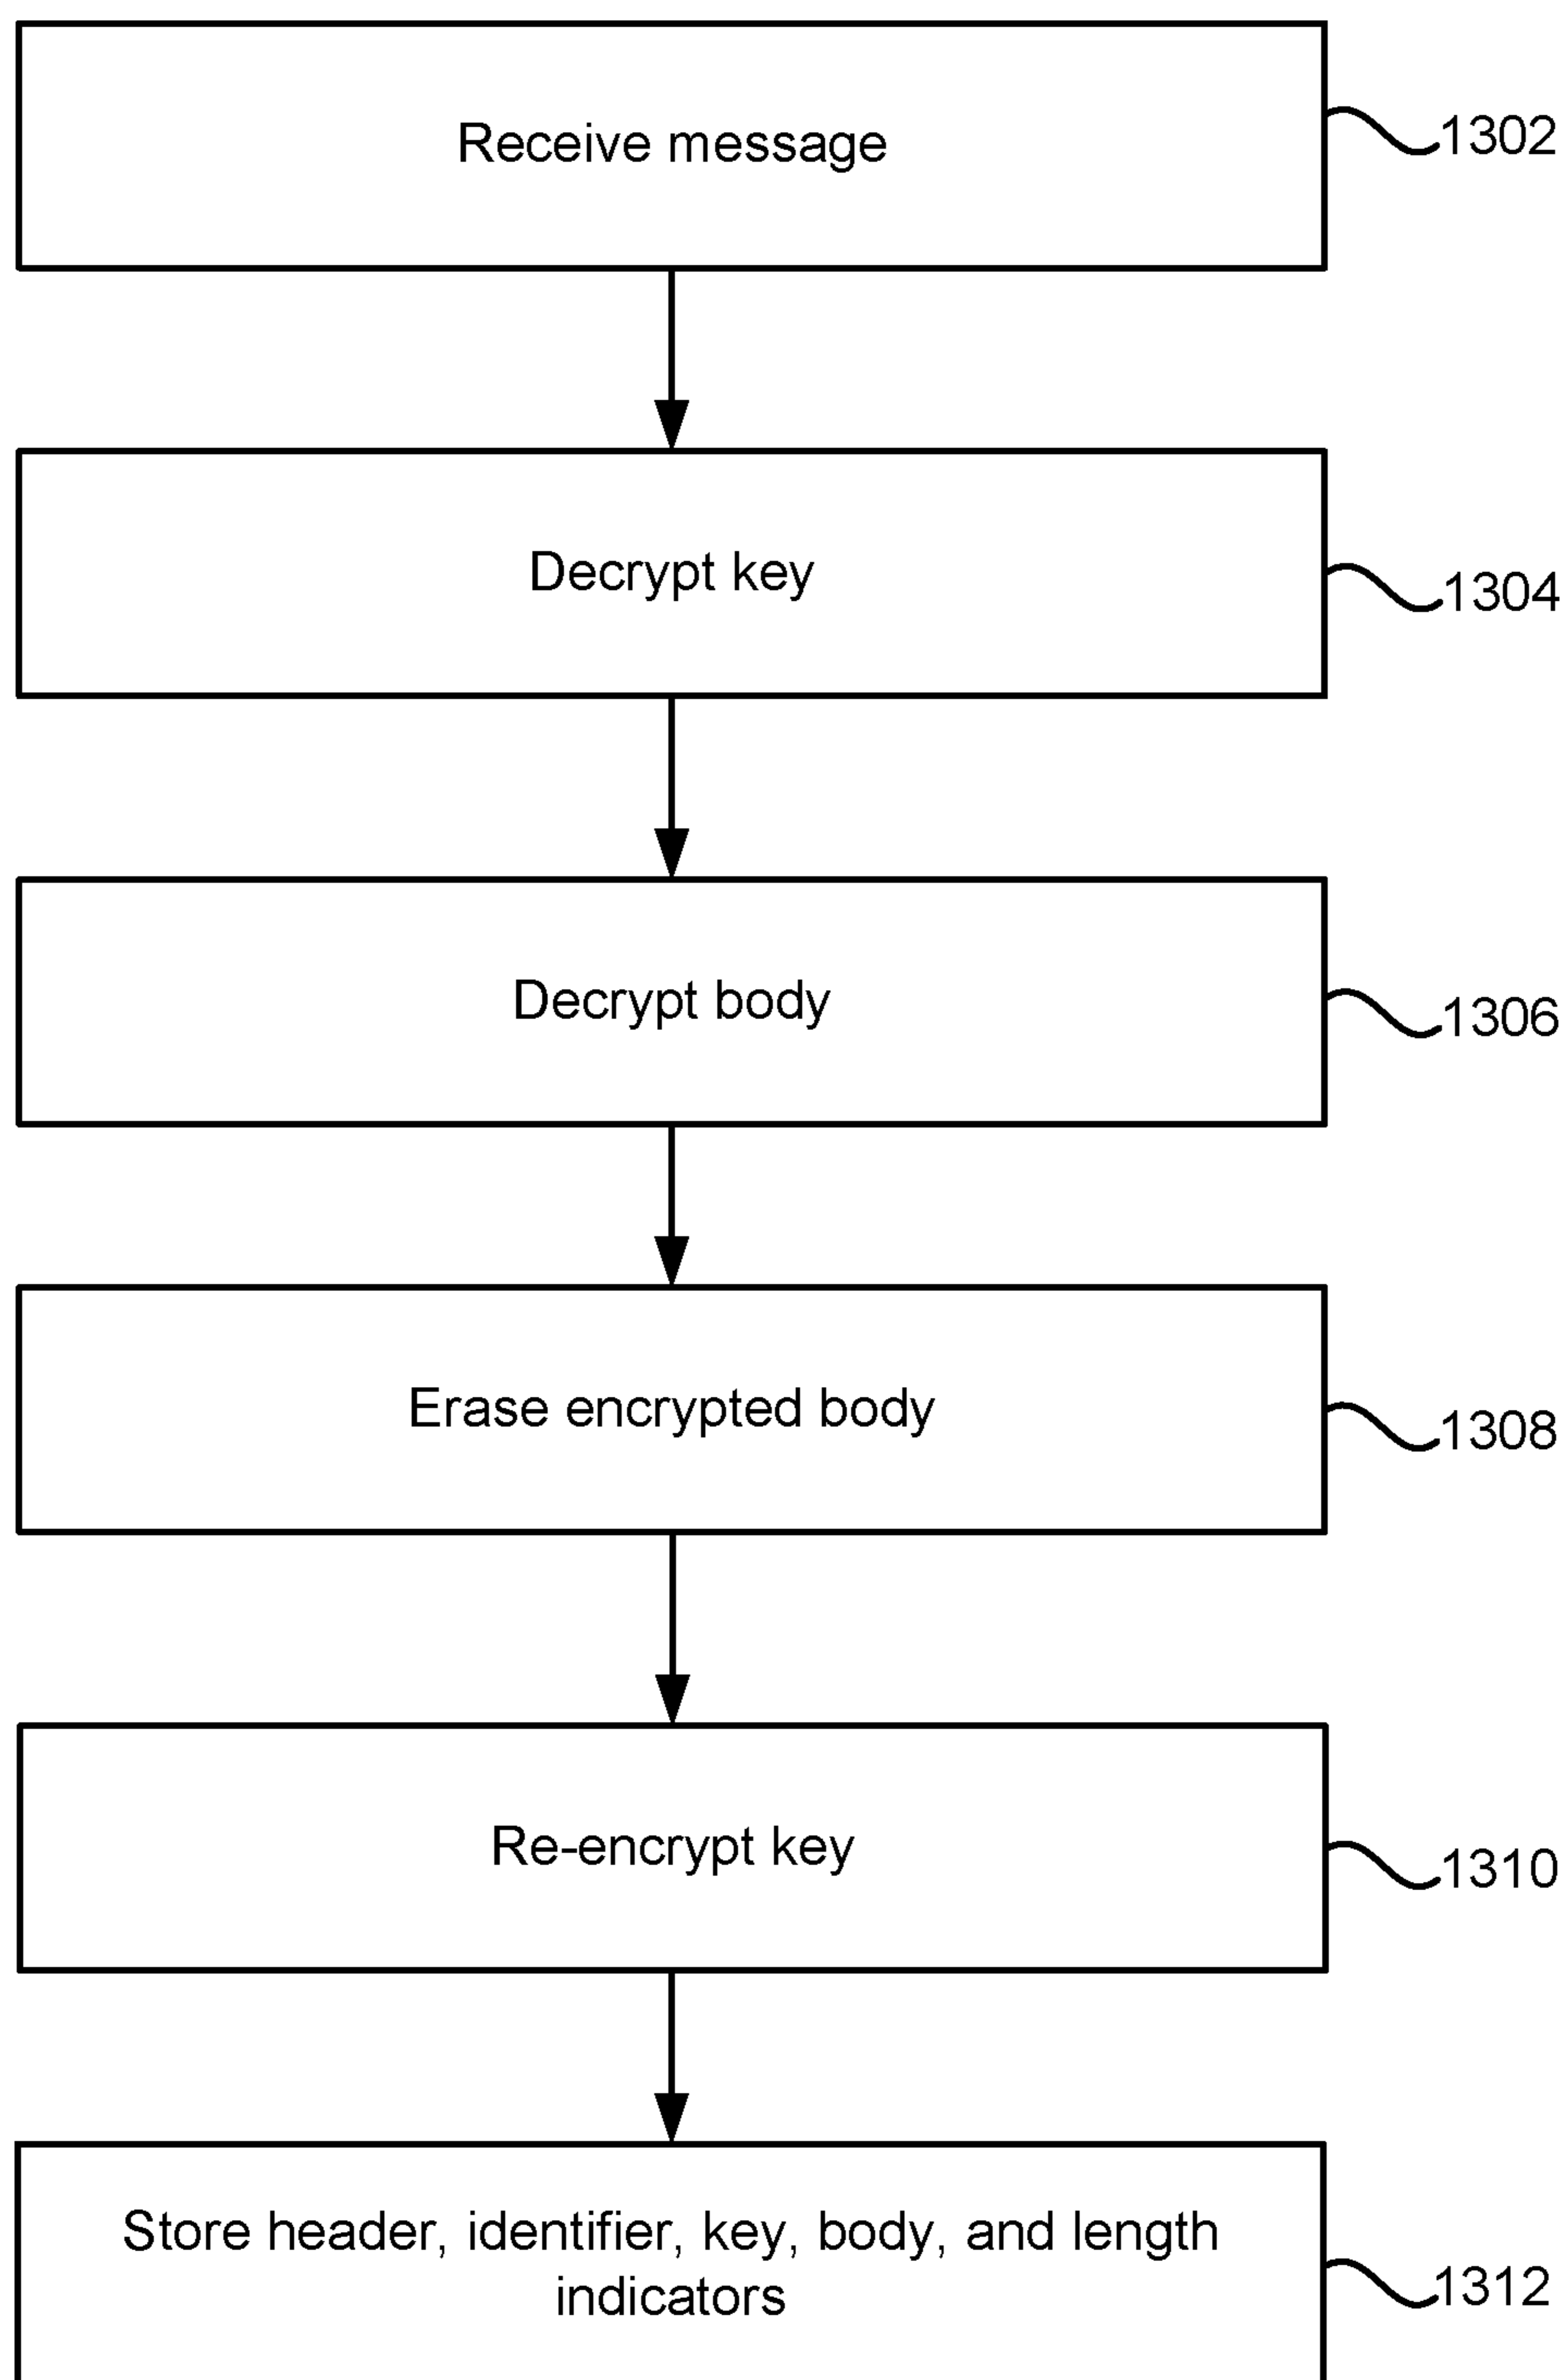 Receive message
1302
Decrypt key
1304
Decrypt body
1306
Erase encrypted body
1308
Re-encrypt key
1310
Store header, identifier, key, body, and length
indicators
1312